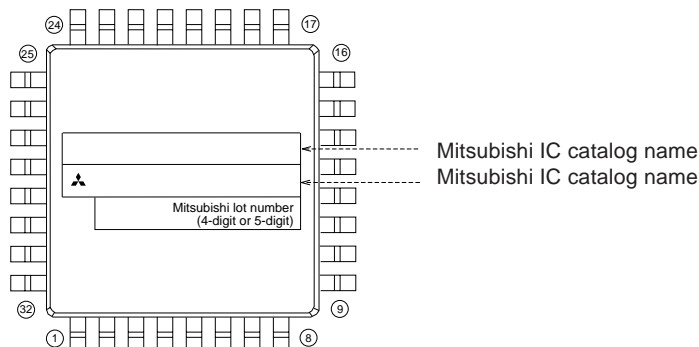 24 17
25 16
Mitsubishi IC catalog name
Mitsubishi IC catalog name
Mitsubishi lot number
(4-digit or 5-digit)
32 9
1 8